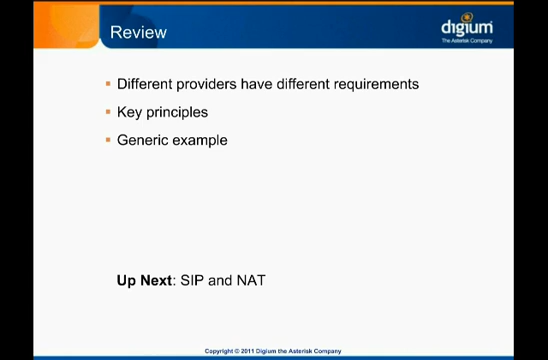 Review
digium
The Asterisk Company
Different providers have different requirements
Key principles
Generic example
Up Next: SIP and NAT
Copyright © 2011 Digium the Asterisk Company